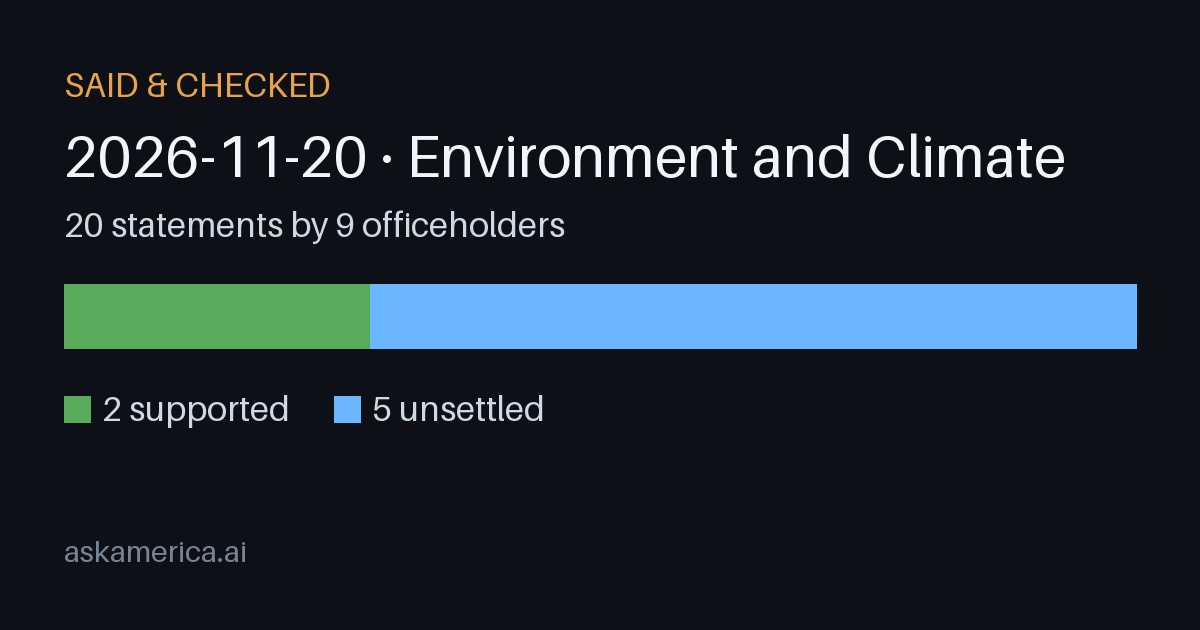 SAID & CHECKED
2026-11-20 · Environment and Climate
20 statements by 9 officeholders
2 supported 5 unsettled
askamerica.ai